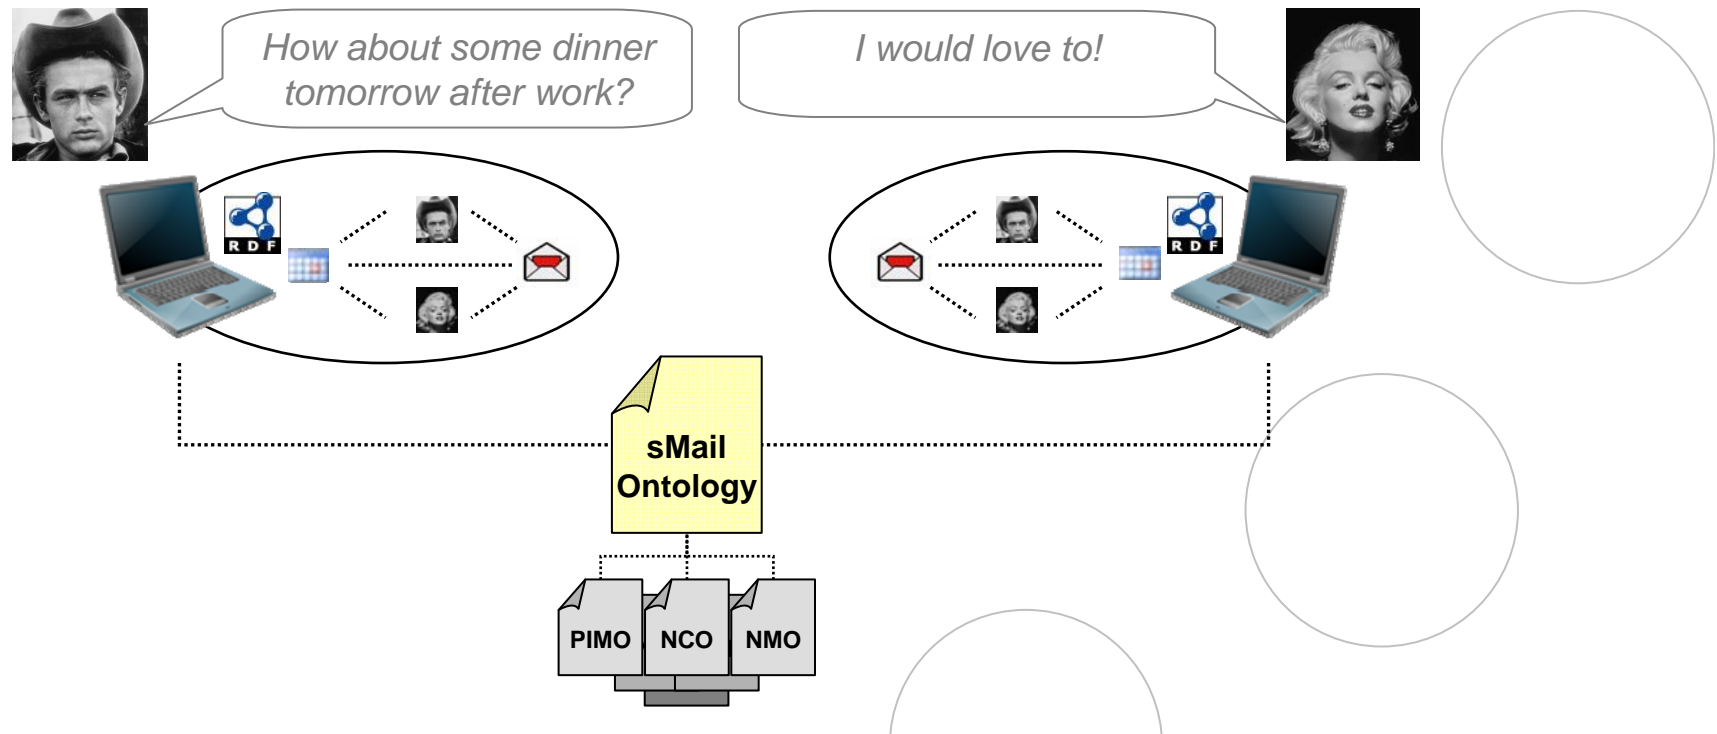 How about some dinner
tomorrow after work?
I would love to!
RDF
RDF
sMail
Ontology
PIMO
NCO
NMO